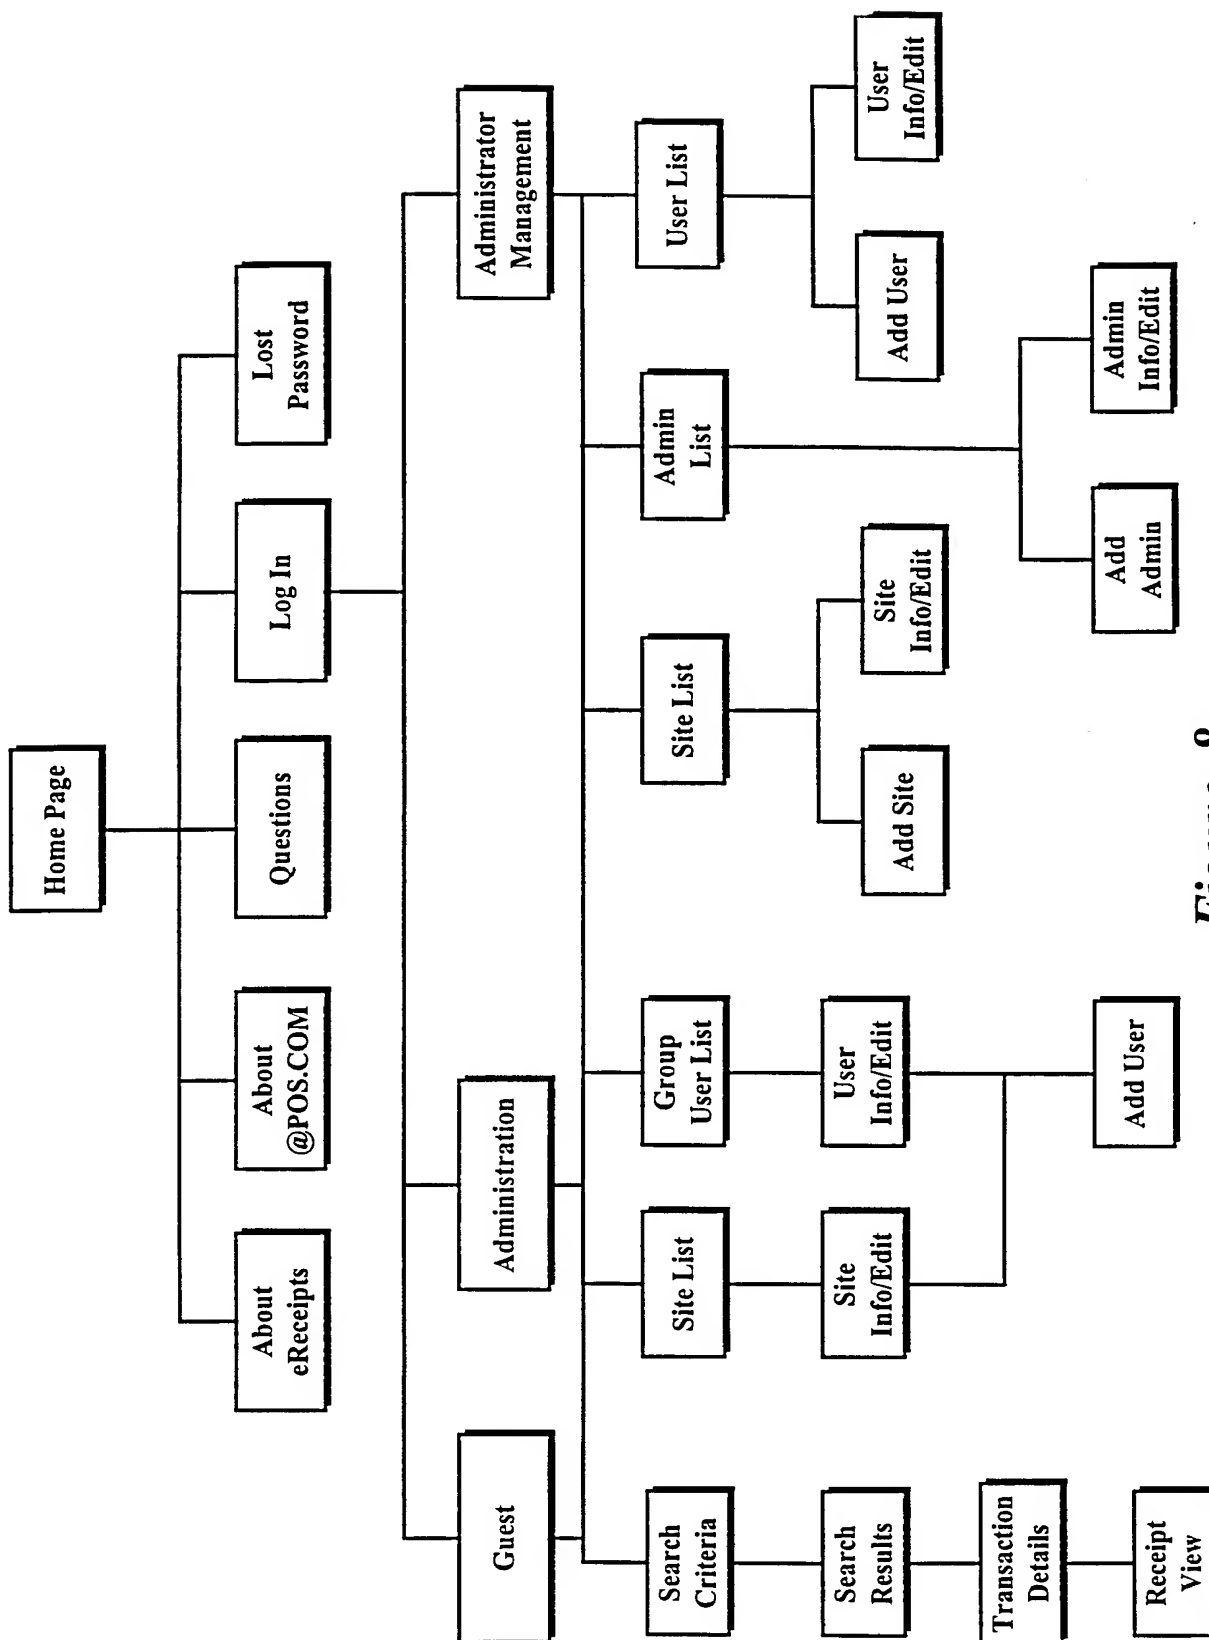 Home Page
About
eReceipts
About
@POS.COM
Questions
Log In
Lost
Password
Guest
Administration
Administrator
Management
Search
Criteria
Site List
Group
User List
Site List
Admin
List
User List
Search
Results
Site
Info/Edit
User
Info/Edit
Add Site
Site
Info/Edit
Add User
User
Info/Edit
Transaction
Details
Receipt
View
Add User
Add
Admin
Admin
Info/Edit